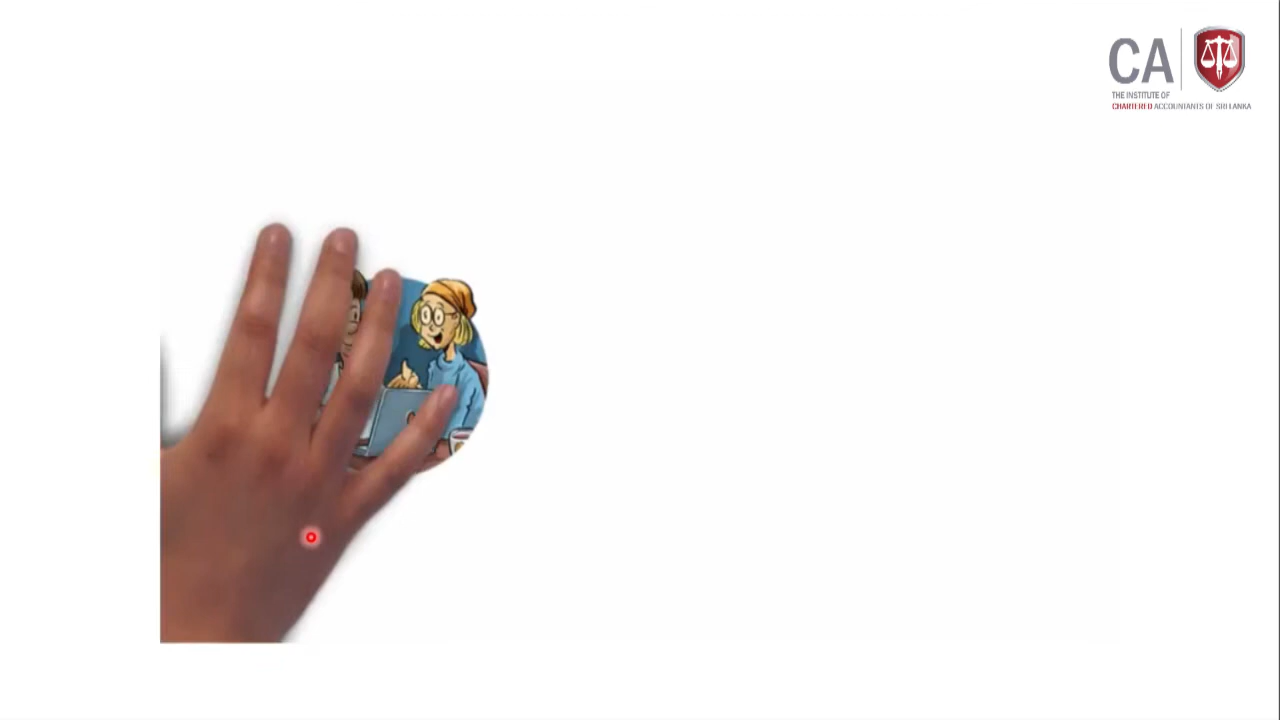 CA
THE INSTITUTE OF
CHARTERED ACCOUNTANTS OF SRI LANKA